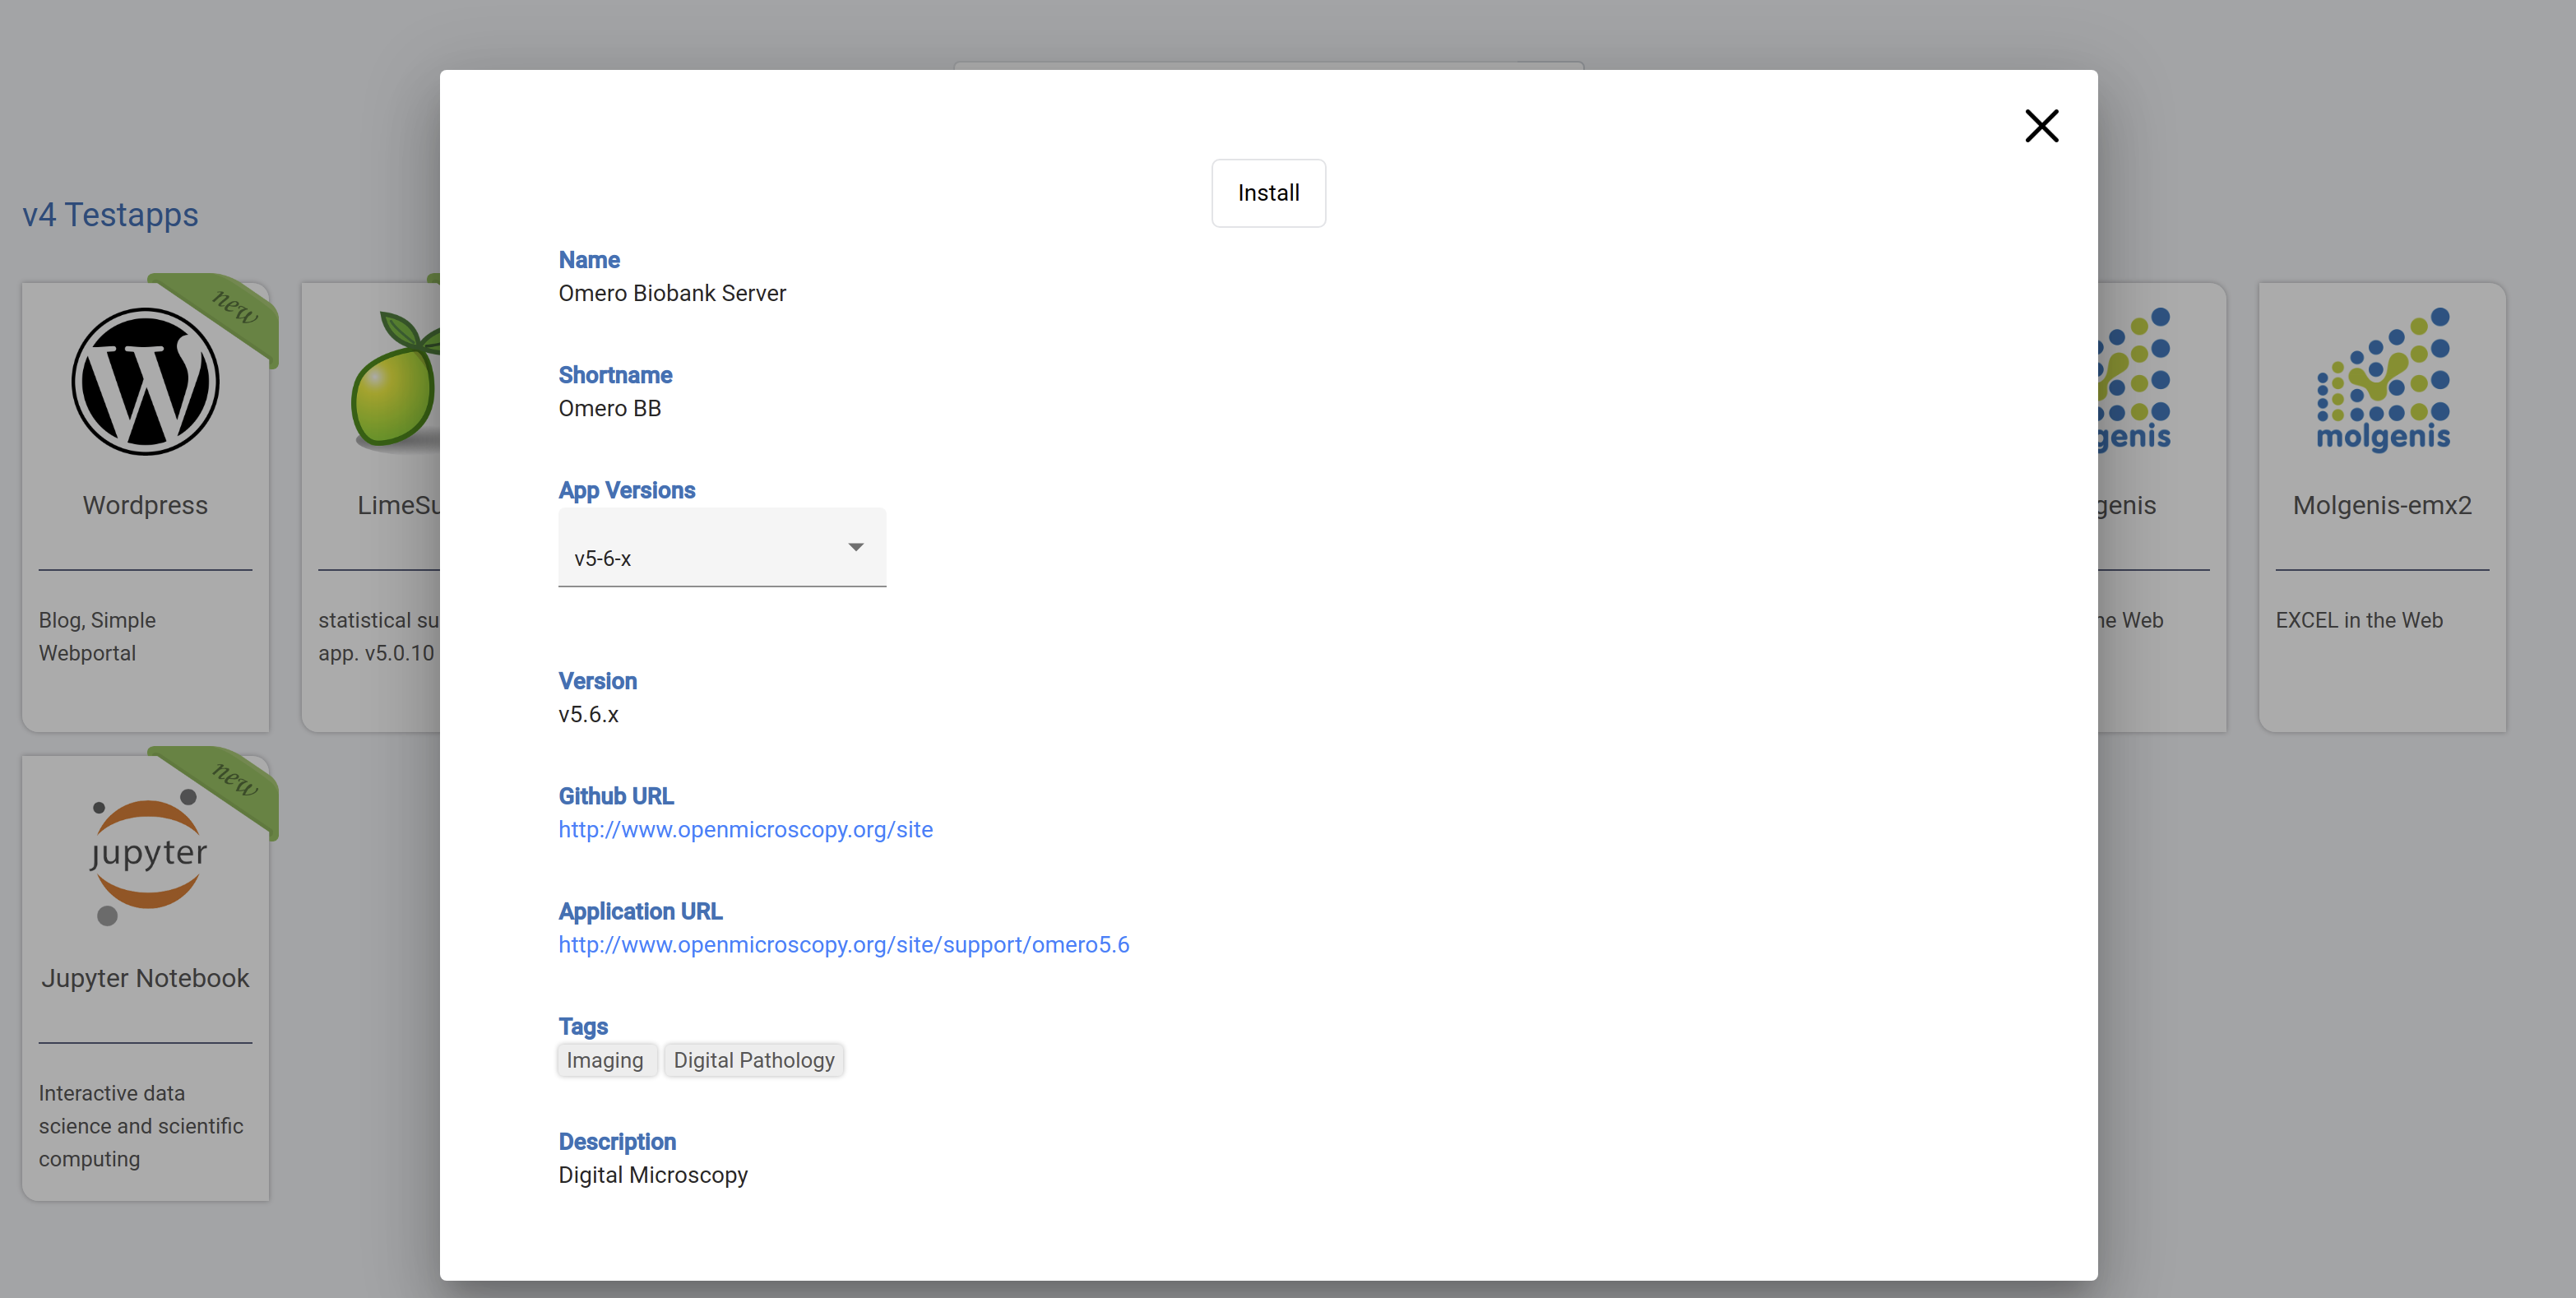 Install
Name
Omero Biobank Server
Shortname
Omero BB
App Versions
v5-6-x
Version
v5.6.x
Github URL
http://www.openmicroscopy.org/site
Application URL
http://www.openmicroscopy.org/site/support/omero5.6
Tags
Imaging Digital Pathology
Description
Digital Microscopy
v4 Testapps
new
Wordpress
Blog, Simple
Webportal
LimeSu
statistical su
app. v5.0.10
genis
genis
he Web
molgenis
Molgenis-emx2
EXCEL in the Web
new
jupyter
Jupyter Notebook
Interactive data
science and scientific
computing